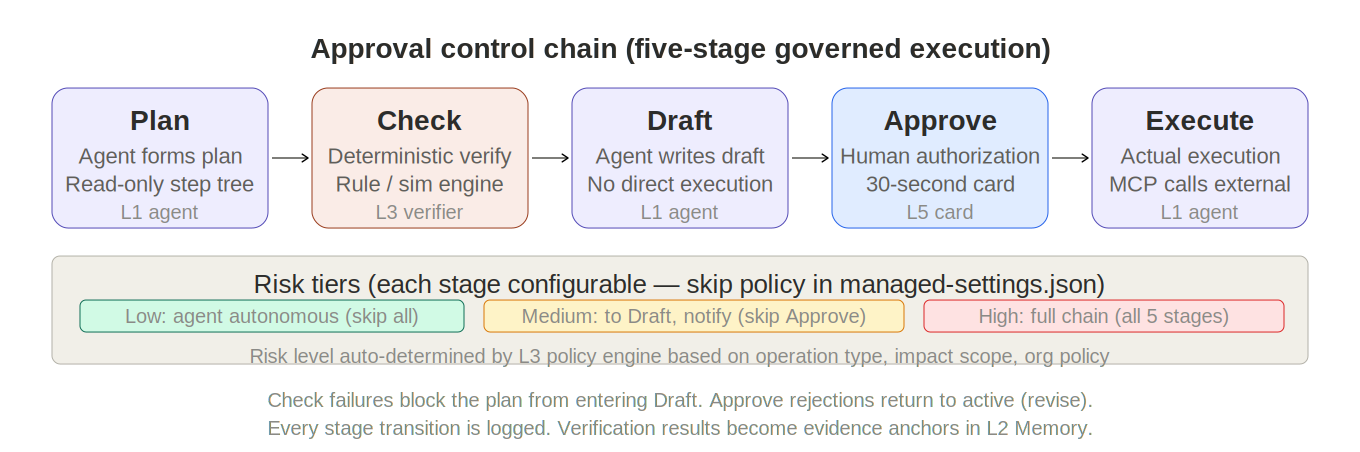 Approval control chain (five-stage governed execution)
Plan
Agent forms plan
Read-only step tree
L1 agent
Check
Deterministic verify
Rule / sim engine
L3 verifier
Draft
Agent writes draft
No direct execution
L1 agent
Approve
Human authorization
30-second card
L5 card
Execute
Actual execution
MCP calls external
L1 agent
Risk tiers (each stage configurable — skip policy in managed-settings.json)
Low: agent autonomous (skip all)
Medium: to Draft, notify (skip Approve)
High: full chain (all 5 stages)
Risk level auto-determined by L3 policy engine based on operation type, impact scope, org policy
Check failures block the plan from entering Draft. Approve rejections return to active (revise).
Every stage transition is logged. Verification results become evidence anchors in L2 Memory.